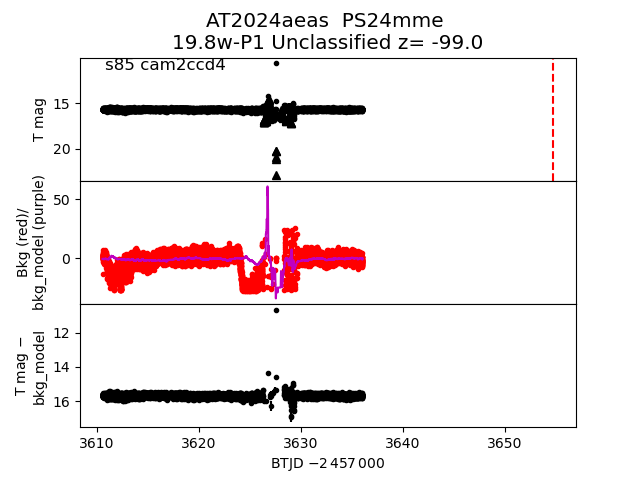 AT2024aeas PS24mme
19.8w-P1 Unclassified z= -99.0
s85 cam2ccd4
T mag
15
20
Bkg (red)/
bkg_model (purple)
50
0
T mag −
bkg_model
12
14
16
3610
3620
3630
3640
3650
BTJD −2 457 000